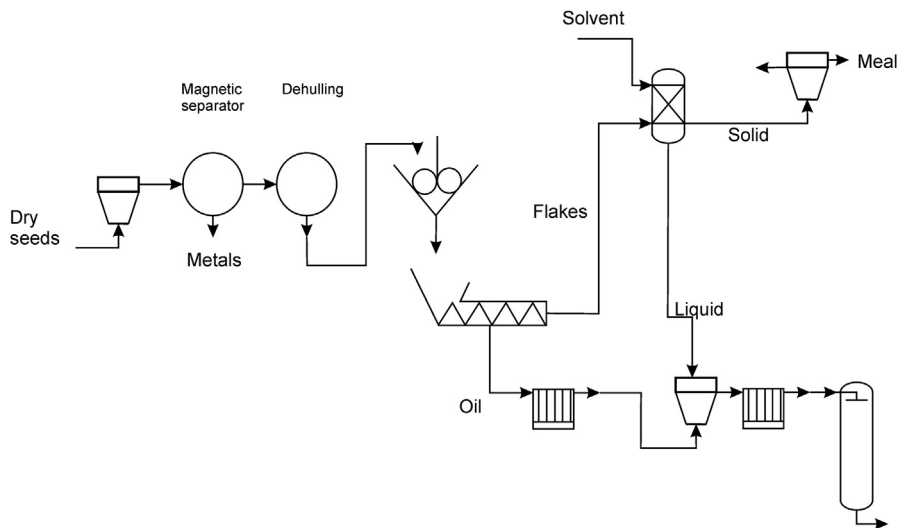 Solvent
Meal
Magnetic
separator
Dehulling
Solid
Flakes
Dry
seeds
Metals
Liquid
Oil